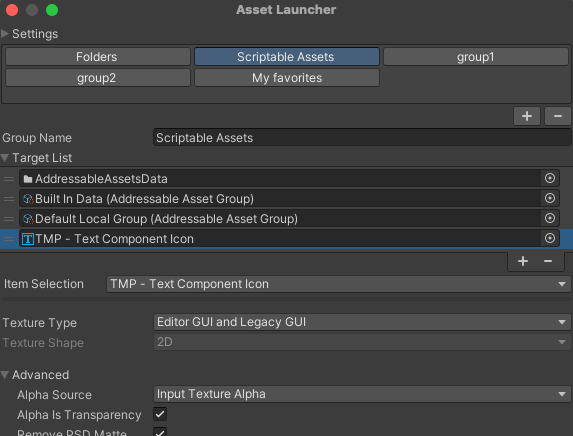 Asset Launcher
Settings
Folders Scriptable Assets group1
group2 My favorites
Group Name Scriptable Assets
Target List
AddressableAssetsData
Built In Data (Addressable Asset Group)
Default Local Group (Addressable Asset Group)
TMP - Text Component Icon
Item Selection TMP - Text Component Icon
Texture Type Editor GUI and Legacy GUI
Texture Shape 2D
Advanced
Alpha Source Input Texture Alpha
Alpha Is Transparency
Remove PSD Matte